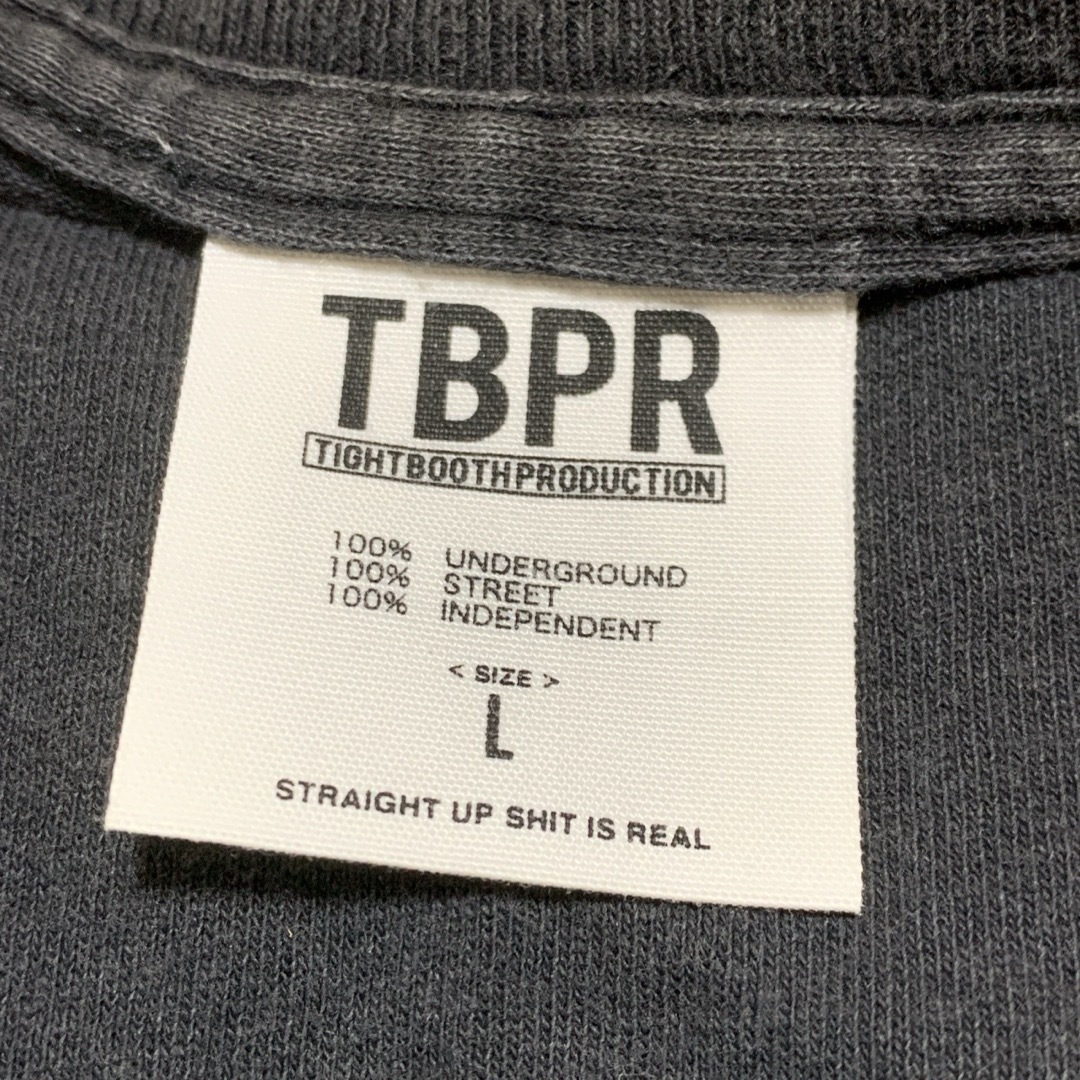 TBPR
TIGHTBOOTHPRODUCTION
100% UNDERGROUND
100% STREET
100% INDEPENDENT
< SIZE >
L
STRAIGHT UP SHIT IS REAL